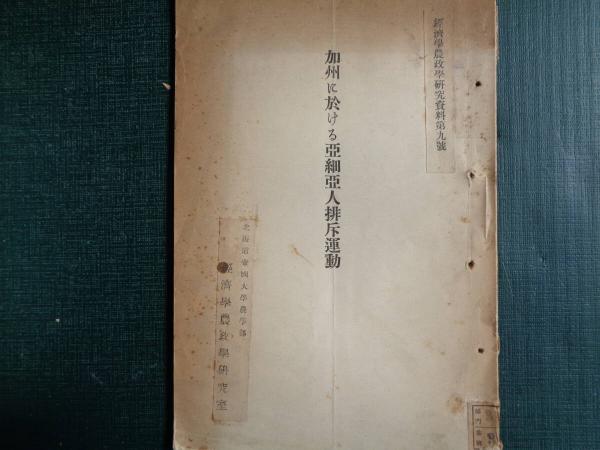 經濟學農政學硏究資料第九號
加州に於ける亞細亞人排斥運動
北海道帝國大學農學部
經濟學農政學硏究室